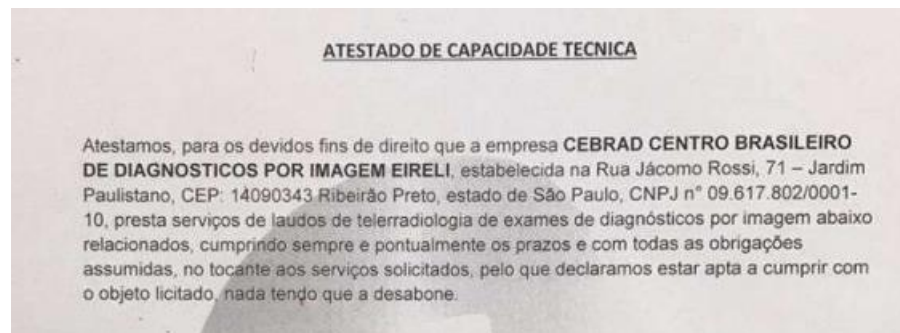 ATESTADO DE CAPACIDADE TECNICA
Atestamos, para os devidos fins de direito que a empresa CEBRAD CENTRO BRASILEIRO
DE DIAGNOSTICOS POR IMAGEM EIRELI, estabelecida na Rua Jácomo Rossi, 71 – Jardim
Paulistano, CEP: 14090343 Ribeirão Preto, estado de São Paulo, CNPJ n° 09.617.802/0001-
10, presta serviços de laudos de telerradiologia de exames de diagnósticos por imagem abaixo
relacionados, cumprindo sempre e pontualmente os prazos e com todas as obrigações
assumidas, no tocante aos serviços solicitados, pelo que declaramos estar apta a cumprir com
o objeto licitado, nada tendo que a desabone.